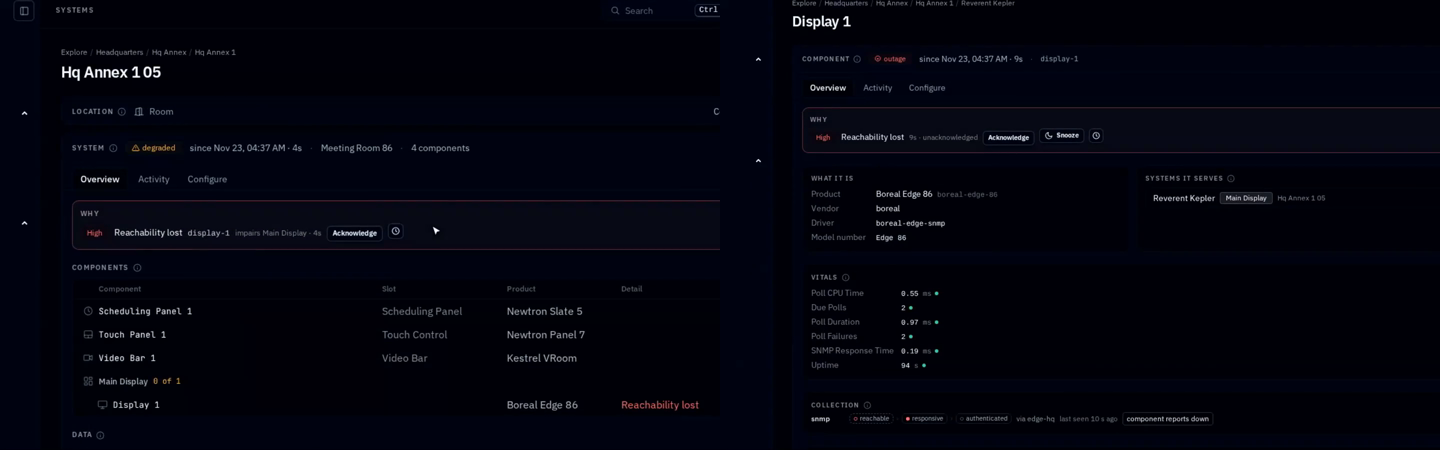 SYSTEMS
Search Ctrl
Explore / Headquarters / Hq Annex / Hq Annex 1
Hq Annex 1 05
LOCATION Room
SYSTEM degraded since Nov 23, 04:37 AM · 4s · Meeting Room 86 · 4 components
Overview Activity Configure
WHY
High Reachability lost display-1 impairs Main Display · 4s Acknowledge
COMPONENTS
Component Slot Product Detail
Scheduling Panel 1 Scheduling Panel Newtron Slate 5
Touch Panel 1 Touch Control Newtron Panel 7
Video Bar 1 Video Bar Kestrel VRoom
Main Display 0 of 1
Display 1 Boreal Edge 86 Reachability lost
DATA
Explore / Headquarters / Hq Annex / Hq Annex 1 / Reverent Kepler
Display 1
COMPONENT outage since Nov 23, 04:37 AM · 9s · display-1
Overview Activity Configure
WHY
High Reachability lost 9s · unacknowledged Acknowledge Snooze
WHAT IT IS
Product Boreal Edge 86 boreal-edge-86
Vendor boreal
Driver boreal-edge-snmp
Model number Edge 86
SYSTEMS IT SERVES
Reverent Kepler Main Display Hq Annex 1 05
VITALS
Poll CPU Time 0.55 ms
Due Polls 2
Poll Duration 0.97 ms
Poll Failures 2
SNMP Response Time 0.19 ms
Uptime 94 s
COLLECTION
snmp reachable responsive authenticated via edge-hq last seen 10 s ago component reports down